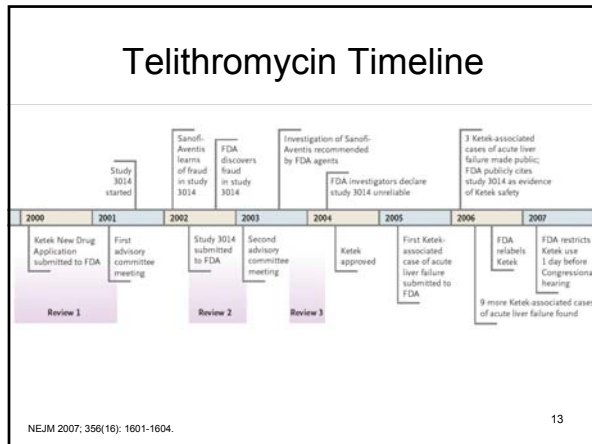 Telithromycin Timeline
Study
3014
started
Sanofi-
Aventis
learns
of fraud
in study
3014
FDA
discovers
fraud
in study
3014
Investigation of Sanofi-
Aventis recommended
by FDA agents
FDA investigators declare
study 3014 unreliable
3 Ketek-associated
cases of acute liver
failure made public;
FDA publicly cites
study 3014 as evidence
of Ketek safety
2000
2001
2002
2003
2004
2005
2006
2007
Ketek New Drug
Application
submitted to FDA
First
advisory
committee
meeting
Study 3014
submitted
to FDA
Second
advisory
committee
meeting
Ketek
approved
First Ketek-
associated
case of acute
liver failure
submitted to
FDA
FDA
relabels
Ketek
FDA restricts
Ketek use
1 day before
Congressional
hearing
9 more Ketek-associated cases
of acute liver failure found
Review 1
Review 2
Review 3
NEJM 2007; 356(16): 1601-1604.
13